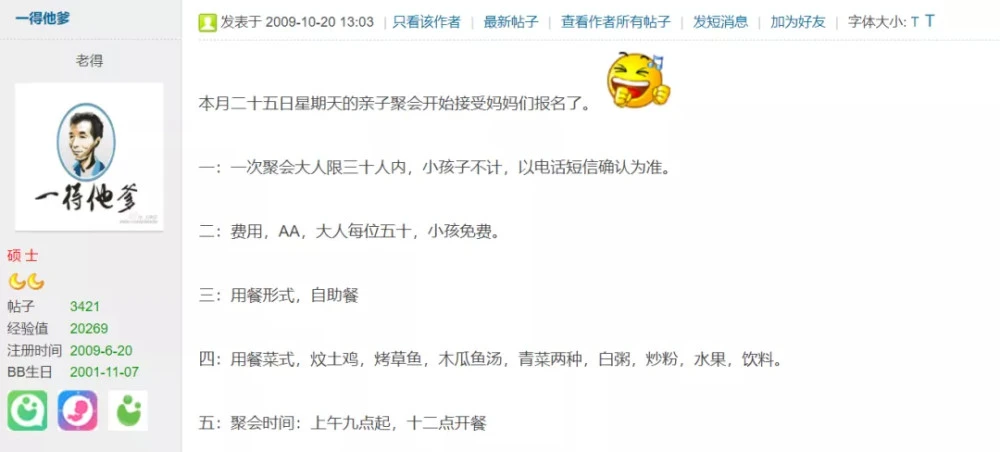 一得他爹
发表于 2009-10-20 13:03 | 只看该作者 | 最新帖子 | 查看作者所有帖子 | 发短消息 | 加为好友 | 字体大小: T T
老得
一得他爹
硕 士
帖子 3421
经验值 20269
注册时间 2009-6-20
BB生日 2001-11-07
本月二十五日星期天的亲子聚会开始接受妈妈们报名了。
一：一次聚会大人限三十人内，小孩子不计，以电话短信确认为准。
二：费用，AA，大人每位五十，小孩免费。
三：用餐形式，自助餐
四：用餐菜式，炆土鸡，烤草鱼，木瓜鱼汤，青菜两种，白粥，炒粉，水果，饮料。
五：聚会时间：上午九点起，十二点开餐